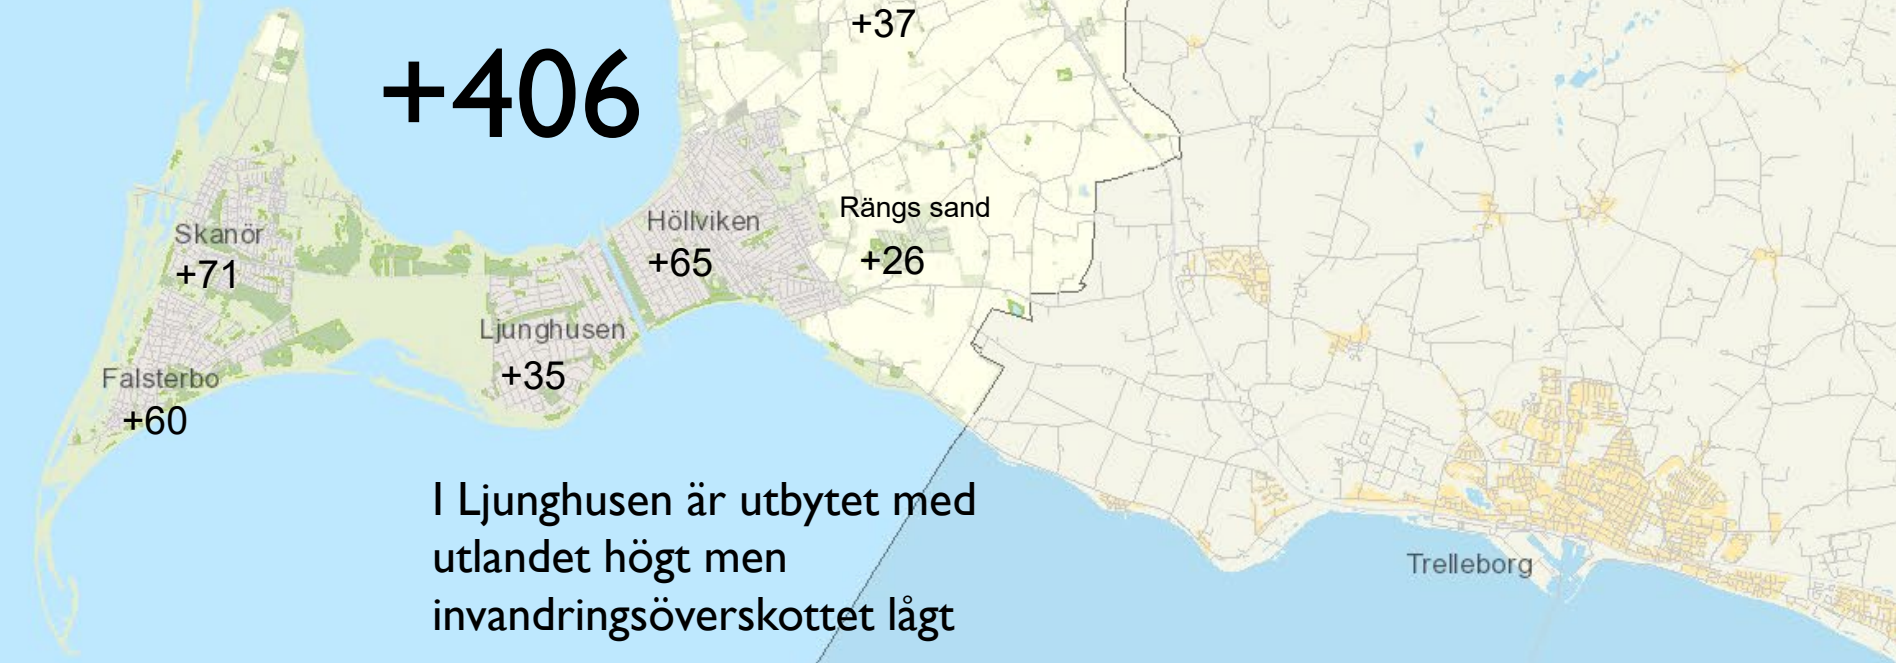 +37
+406
Rängs sand
Höllviken
Skanör
+65
+26
+71
Ljunghusen
+35
Falsterbo
+60
I Ljunghusen är utbytet med
utlandet högt men
invandringsöverskottet lågt
Trelleborg